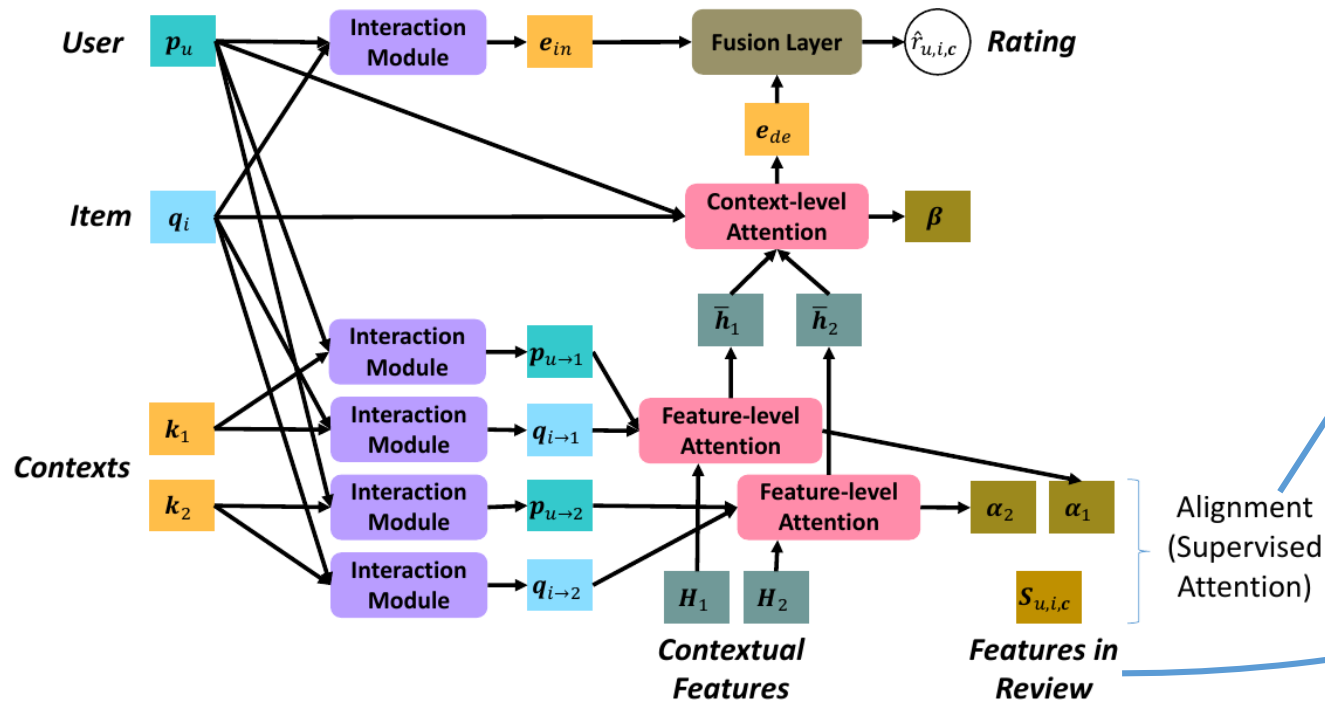 User
p_u
Interaction
Module
e_in
Fusion Layer
r̂_u,i,c
Rating
e_de
Item
q_i
Context-level
Attention
β
h̄_1
h̄_2
Interaction
Module
p_u→1
Contexts
k_1
Interaction
Module
q_i→1
Feature-level
Attention
k_2
Interaction
Module
p_u→2
Feature-level
Attention
α_2
α_1
Alignment
(Supervised
Attention)
Interaction
Module
q_i→2
H_1
H_2
S_u,i,c
Contextual
Features
Features in
Review